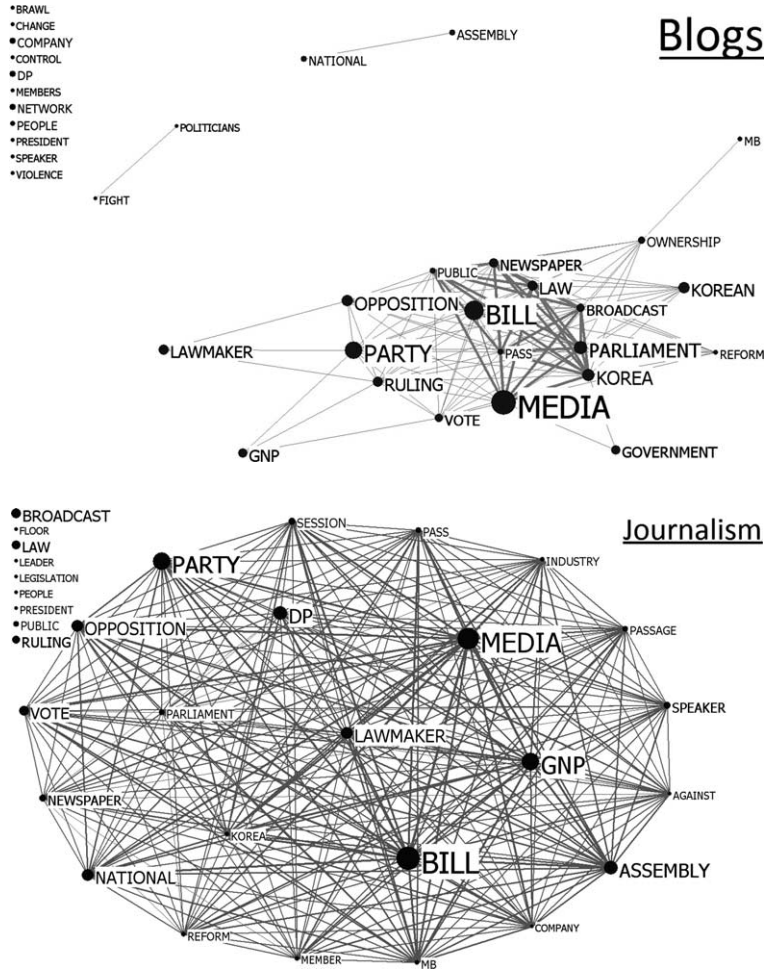 BRAWL
CHANGE
COMPANY
CONTROL
DP
MEMBERS
NETWORK
PEOPLE
PRESIDENT
SPEAKER
VIOLENCE
Blogs
ASSEMBLY
NATIONAL
POLITICIANS
MB
FIGHT
OWNERSHIP
NEWSPAPER
PUBLIC
LAW
KOREAN
OPPOSITION
BILL
BROADCAST
LAWMAKER
PARTY
PASS
PARLIAMENT
REFORM
RULING
KOREA
MEDIA
VOTE
GNP
GOVERNMENT
BROADCAST
FLOOR
LAW
LEADER
LEGISLATION
PEOPLE
PRESIDENT
PUBLIC
RULING
Journalism
SESSION
PASS
PARTY
INDUSTRY
DP
OPPOSITION
PASSAGE
MEDIA
VOTE
PARLIAMENT
SPEAKER
LAWMAKER
GNP
NEWSPAPER
AGAINST
KOREA
BILL
NATIONAL
ASSEMBLY
REFORM
COMPANY
MEMBER
MB